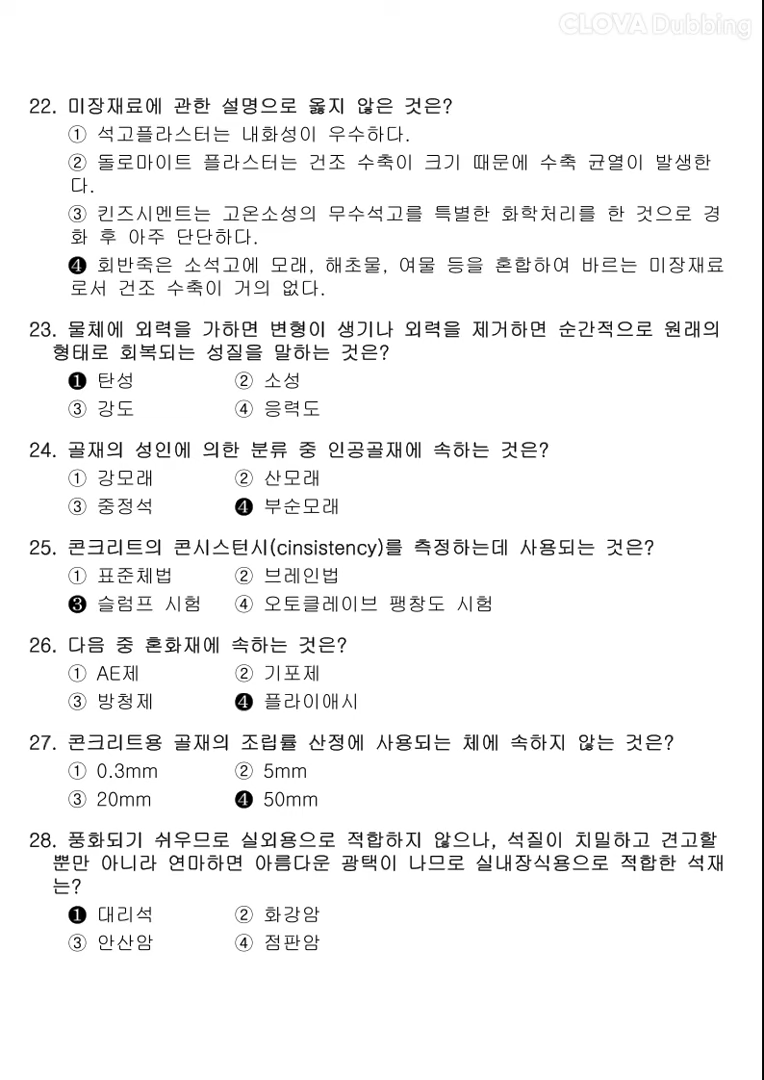 CLOVA Dubbing
22. 미장재료에 관한 설명으로 옳지 않은 것은?
① 석고플라스터는 내화성이 우수하다.
② 돌로마이트 플라스터는 건조 수축이 크기 때문에 수축 균열이 발생한
다.
③ 킨즈시멘트는 고온소성의 무수석고를 특별한 화학처리를 한 것으로 경
화 후 아주 단단하다.
❹ 회반죽은 소석고에 모래, 해초물, 여물 등을 혼합하여 바르는 미장재료
로서 건조 수축이 거의 없다.
23. 물체에 외력을 가하면 변형이 생기나 외력을 제거하면 순간적으로 원래의
형태로 회복되는 성질을 말하는 것은?
❶ 탄성 ② 소성
③ 강도 ④ 응력도
24. 골재의 성인에 의한 분류 중 인공골재에 속하는 것은?
① 강모래 ② 산모래
③ 중정석 ❹ 부순모래
25. 콘크리트의 콘시스턴시(cinsistency)를 측정하는데 사용되는 것은?
① 표준체법 ② 브레인법
❸ 슬럼프 시험 ④ 오토클레이브 팽창도 시험
26. 다음 중 혼화재에 속하는 것은?
① AE제 ② 기포제
③ 방청제 ❹ 플라이애시
27. 콘크리트용 골재의 조립률 산정에 사용되는 체에 속하지 않는 것은?
① 0.3mm ② 5mm
③ 20mm ❹ 50mm
28. 풍화되기 쉬우므로 실외용으로 적합하지 않으나, 석질이 치밀하고 견고할
뿐만 아니라 연마하면 아름다운 광택이 나므로 실내장식용으로 적합한 석재
는?
❶ 대리석 ② 화강암
③ 안산암 ④ 점판암